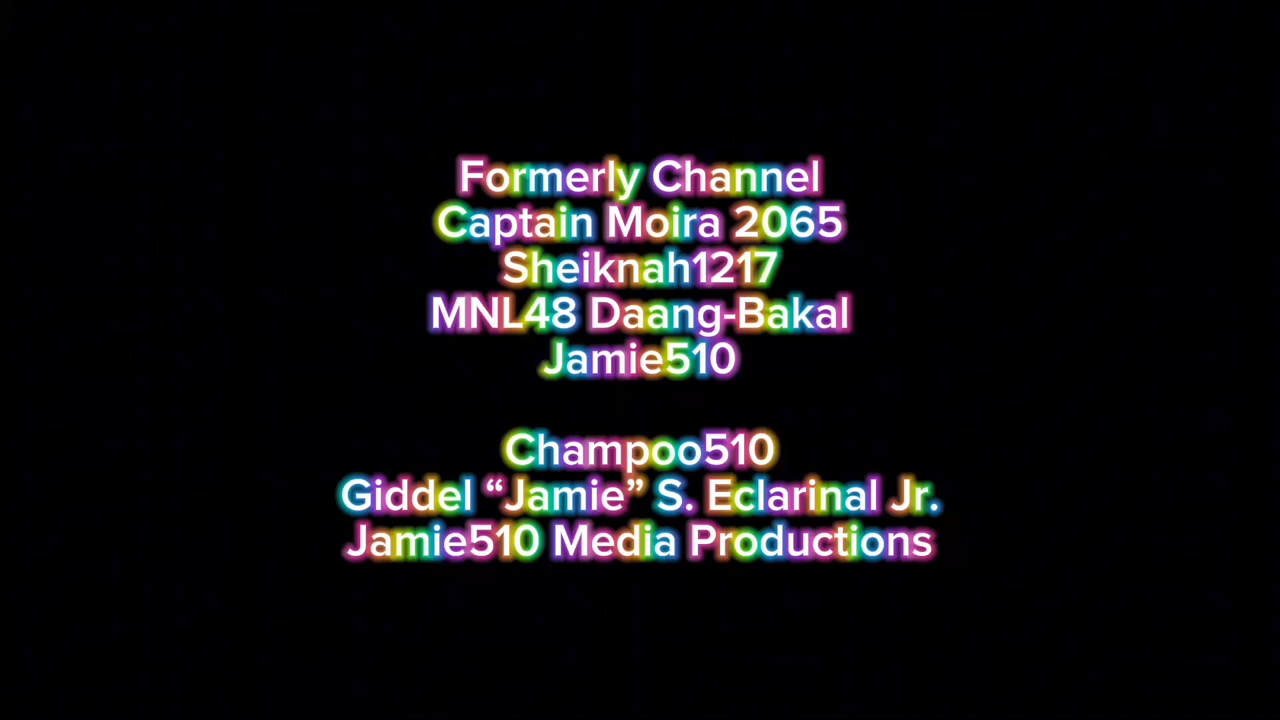 Formerly Channel
Captain Moira 2065
Sheiknah1217
MNL48 Daang-Bakal
Jamie510
Champoo510
Giddel “Jamie” S. Eclarinal Jr.
Jamie510 Media Productions